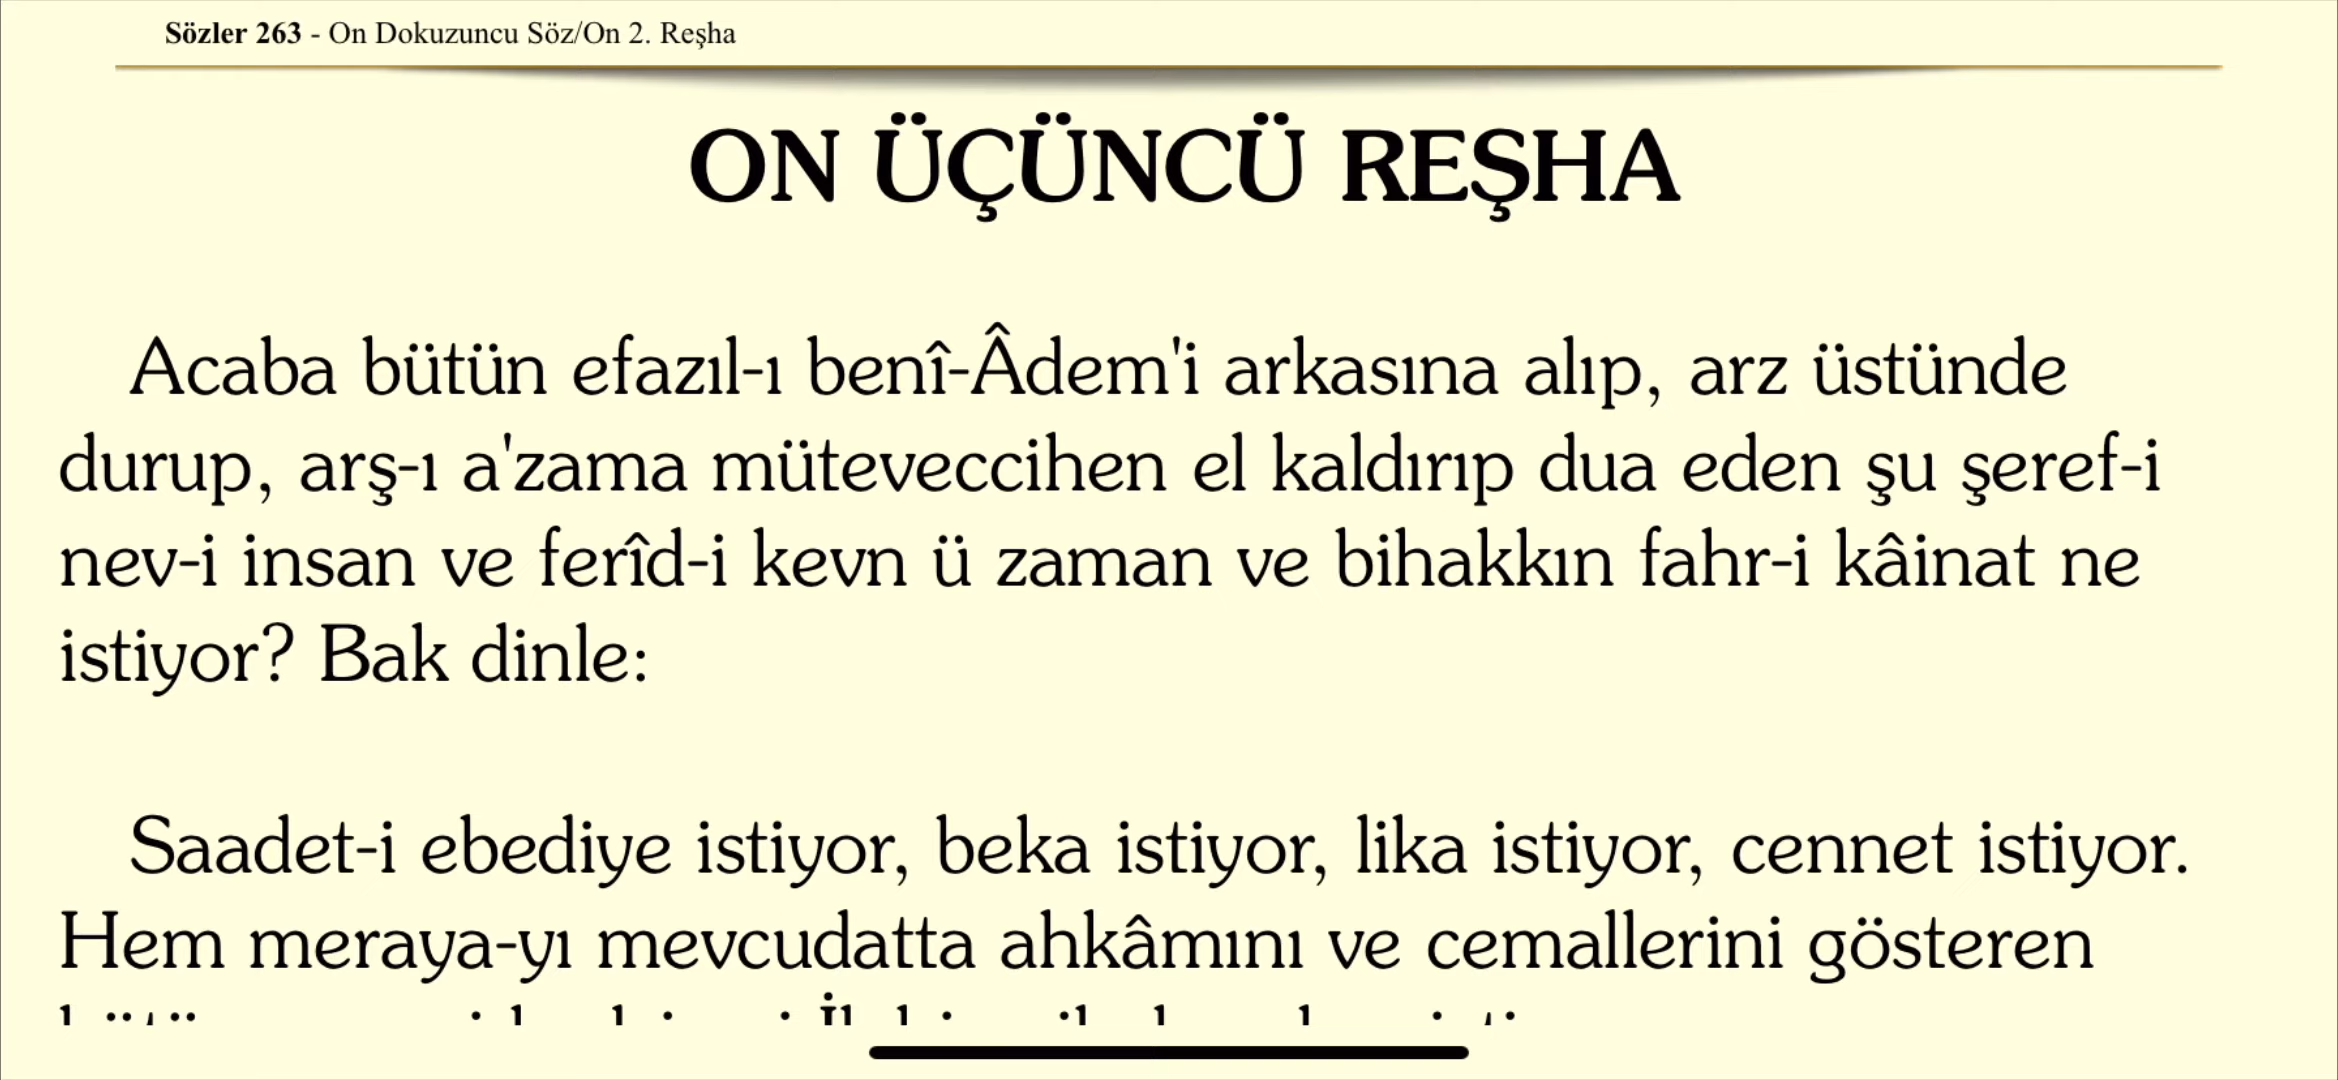 Sözler 263 - On Dokuzuncu Söz/On 2. Reşha
ON ÜÇÜNCÜ REŞHA
Acaba bütün efazıl-ı benî-Âdem'i arkasına alıp, arz üstünde
durup, arş-ı a'zama müteveccihen el kaldırıp dua eden şu şeref-i
nev-i insan ve ferîd-i kevn ü zaman ve bihakkın fahr-i kâinat ne
istiyor? Bak dinle:
Saadet-i ebediye istiyor, beka istiyor, lika istiyor, cennet istiyor.
Hem meraya-yı mevcudatta ahkâmını ve cemallerini gösteren